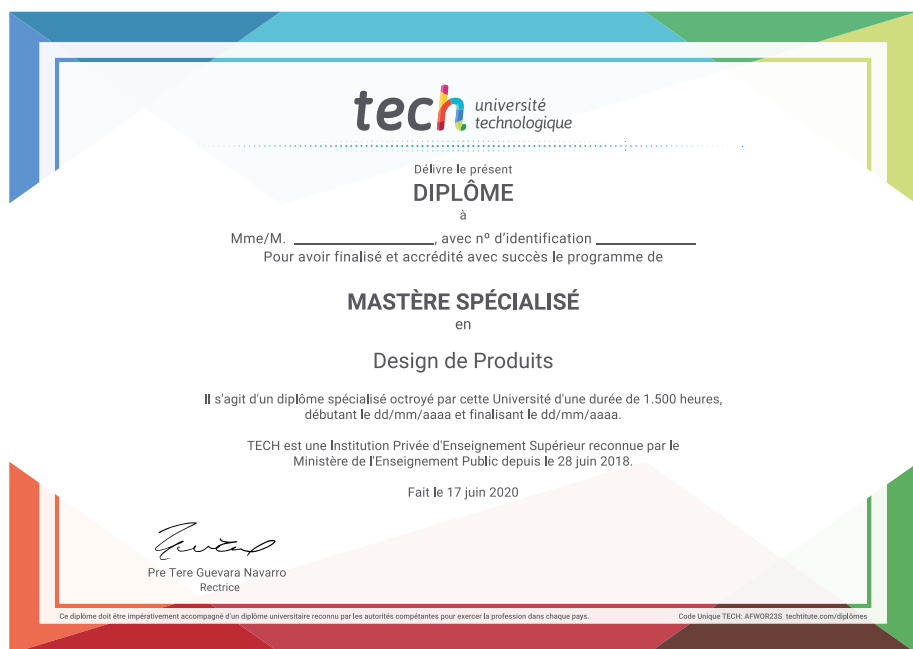 tech université
technologique
Délivre le présent
DIPLÔME
à
Mme/M. ____________________, avec nº d'identification ______________
Pour avoir finalisé et accrédité avec succès le programme de
MASTÈRE SPÉCIALISÉ
en
Design de Produits
Il s'agit d'un diplôme spécialisé octroyé par cette Université d'une durée de 1.500 heures,
débutant le dd/mm/aaaa et finalisant le dd/mm/aaaa.
TECH est une Institution Privée d'Enseignement Supérieur reconnue par le
Ministère de l'Enseignement Public depuis le 28 juin 2018.
Fait le 17 juin 2020
Pre Tere Guevara Navarro
Rectrice
Ce diplôme doit être impérativement accompagné d'un diplôme universitaire reconnu par les autorités compétantes pour exercer la profession dans chaque pays.
Code Unique TECH: AFWOR23S techtitute.com/diplômes